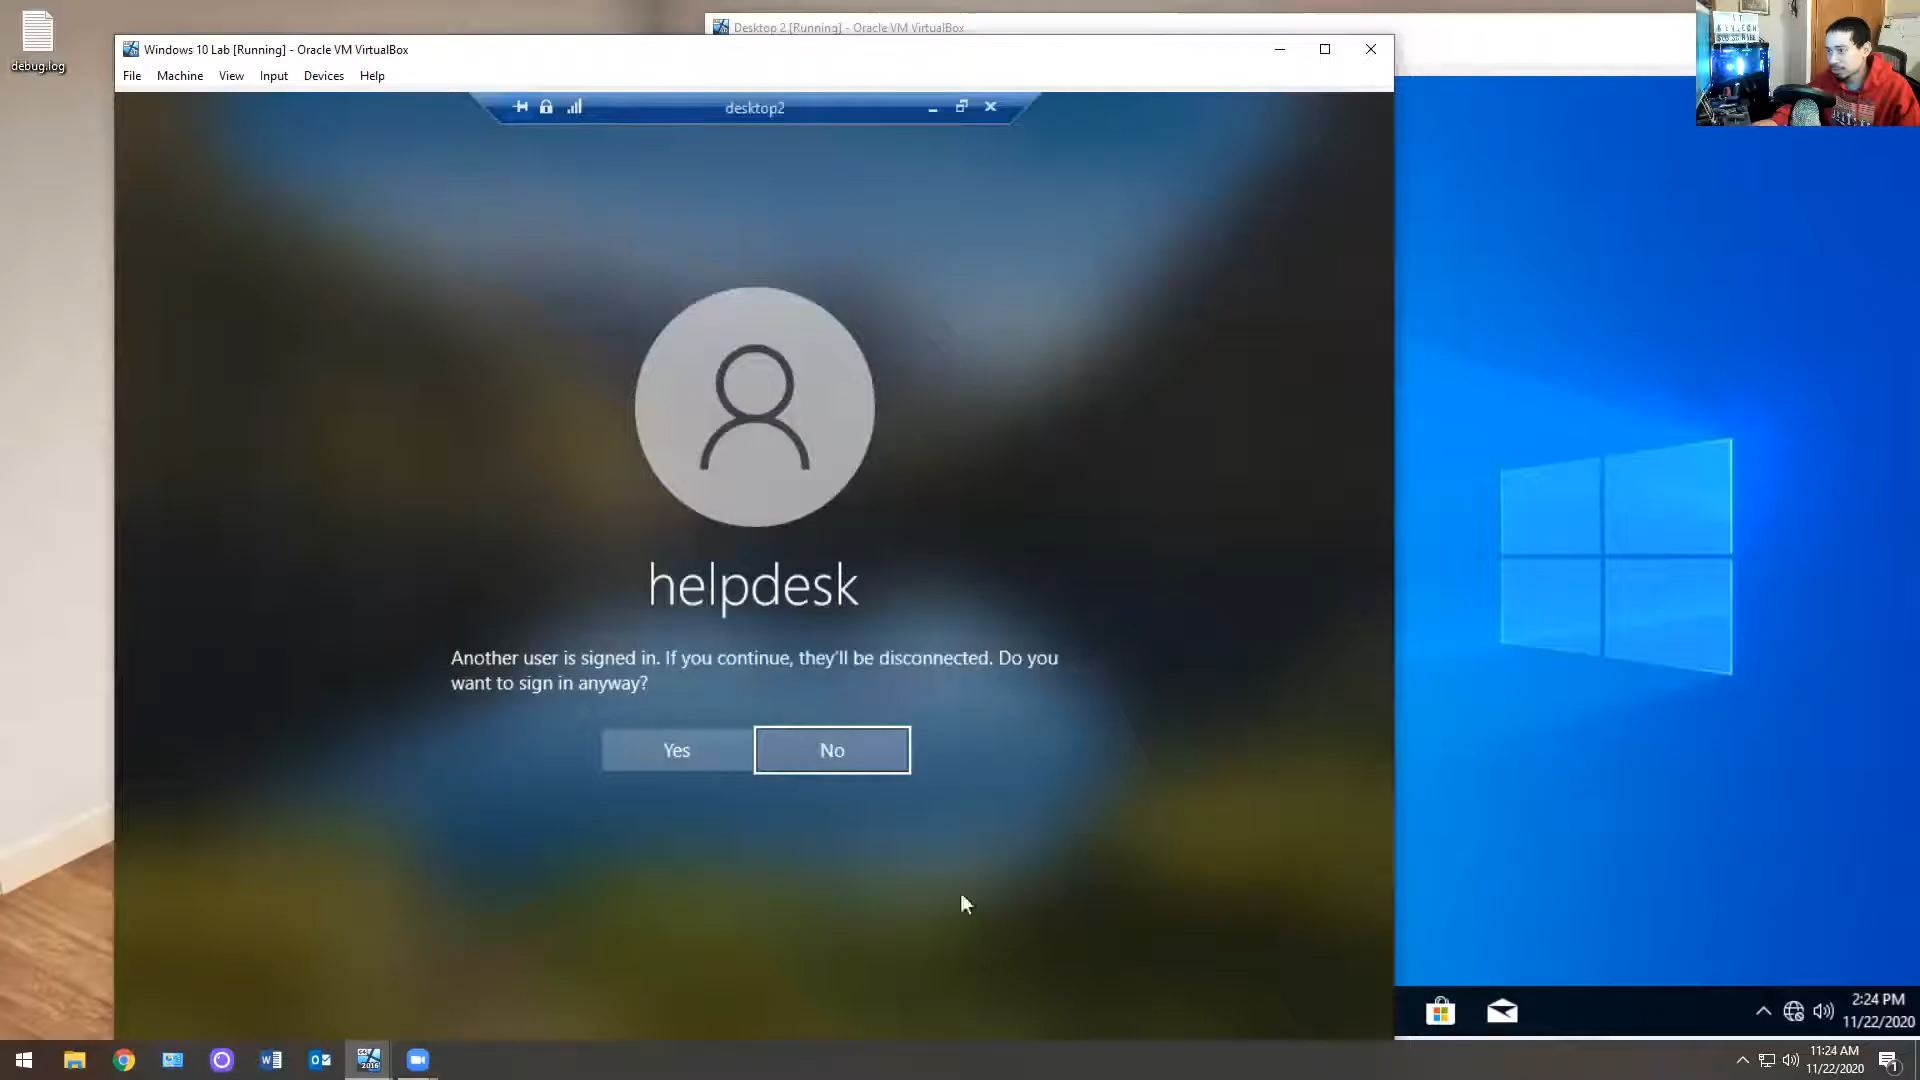 debug.log
Desktop 2 [Running] - Oracle VM VirtualBox
Windows 10 Lab [Running] - Oracle VM VirtualBox
File Machine View Input Devices Help
desktop2
helpdesk
Another user is signed in. If you continue, they'll be disconnected. Do you
want to sign in anyway?
Yes
No
2:24 PM
11/22/2020
2016
11:24 AM
11/22/2020
1